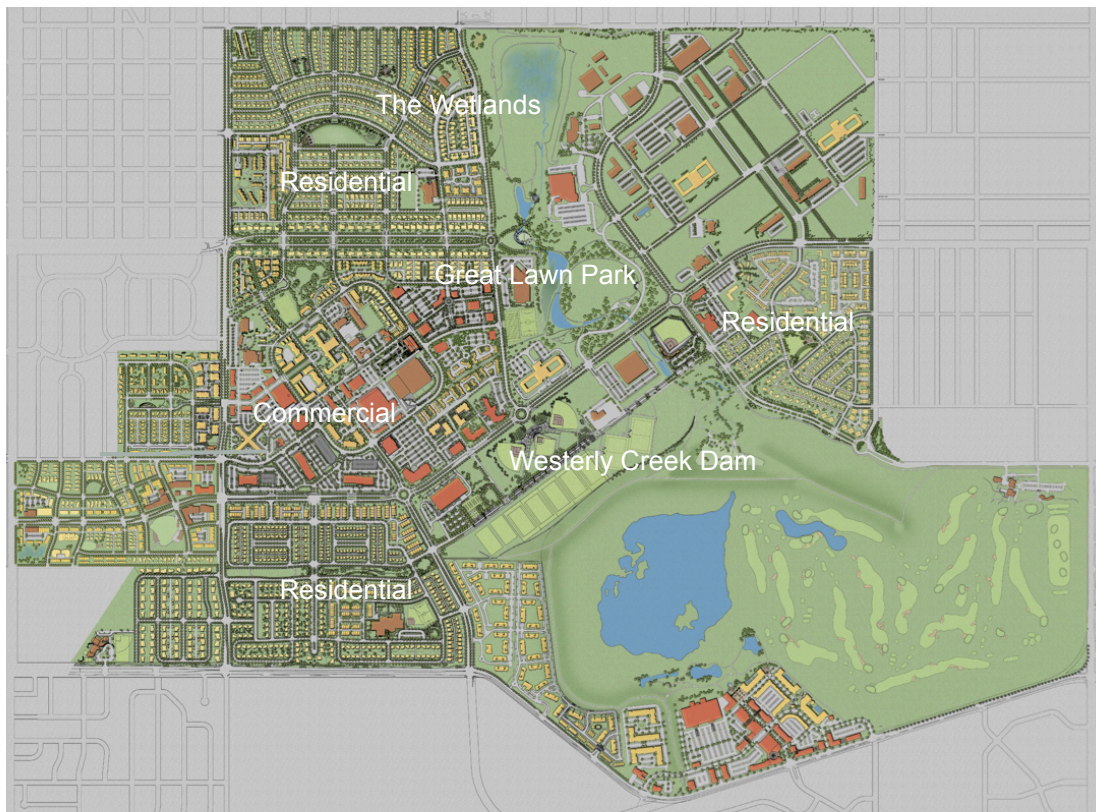 The Wetlands
Residential
Great Lawn Park
Residential
Commercial
Westerly Creek Dam
Residential